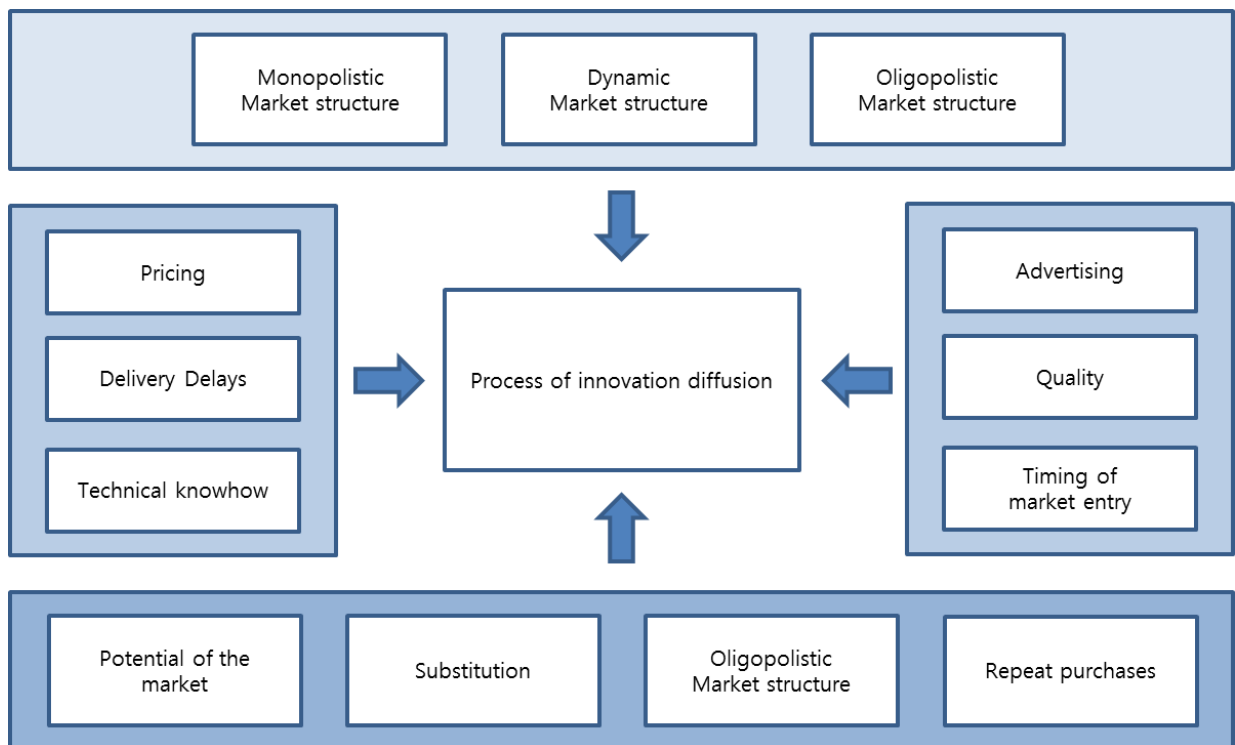 Monopolistic
Market structure
Dynamic
Market structure
Oligopolistic
Market structure
Pricing
Delivery Delays
Technical knowhow
Process of innovation diffusion
Advertising
Quality
Timing of
market entry
Potential of the
market
Substitution
Oligopolistic
Market structure
Repeat purchases